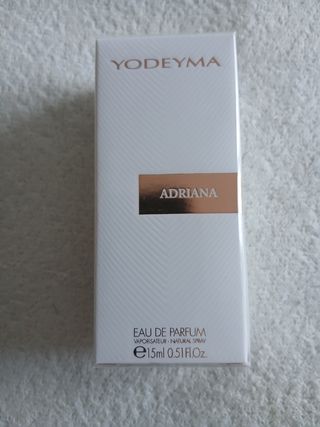 YODEYMA
ADRIANA
EAU DE PARFUM
VAPORISATEUR · NATURAL SPRAY
℮15ml 0.51Fl.Oz.